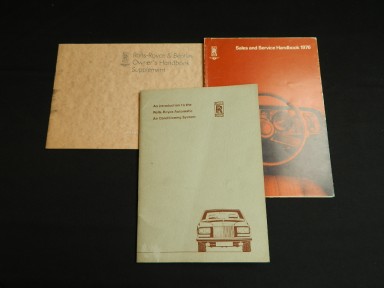 Rolls-Royce & Bentley
Owner's Handbook
Supplement
Sales and Service Handbook 1976
An introduction to the
Rolls-Royce Automatic
Air Conditioning System